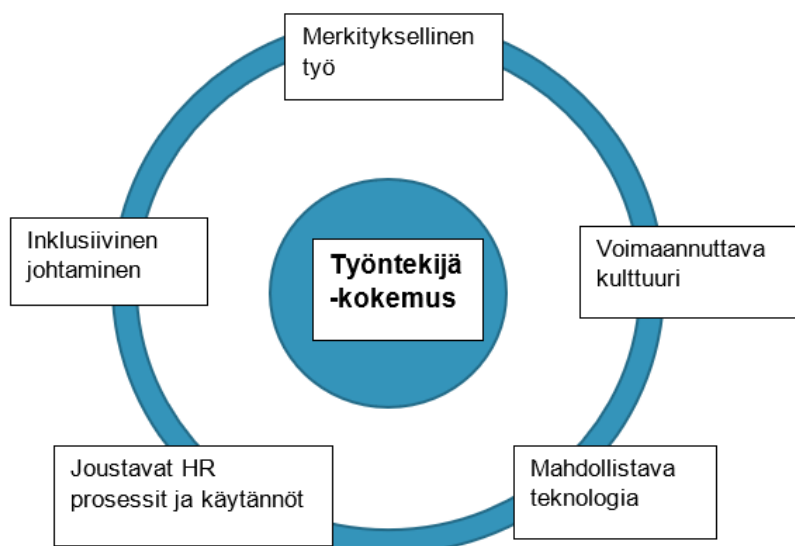 Merkityksellinen
työ
Inklusiivinen
johtaminen
Työntekijä
-kokemus
Voimaannuttava
kulttuuri
Joustavat HR
prosessit ja käytännöt
Mahdollistava
teknologia